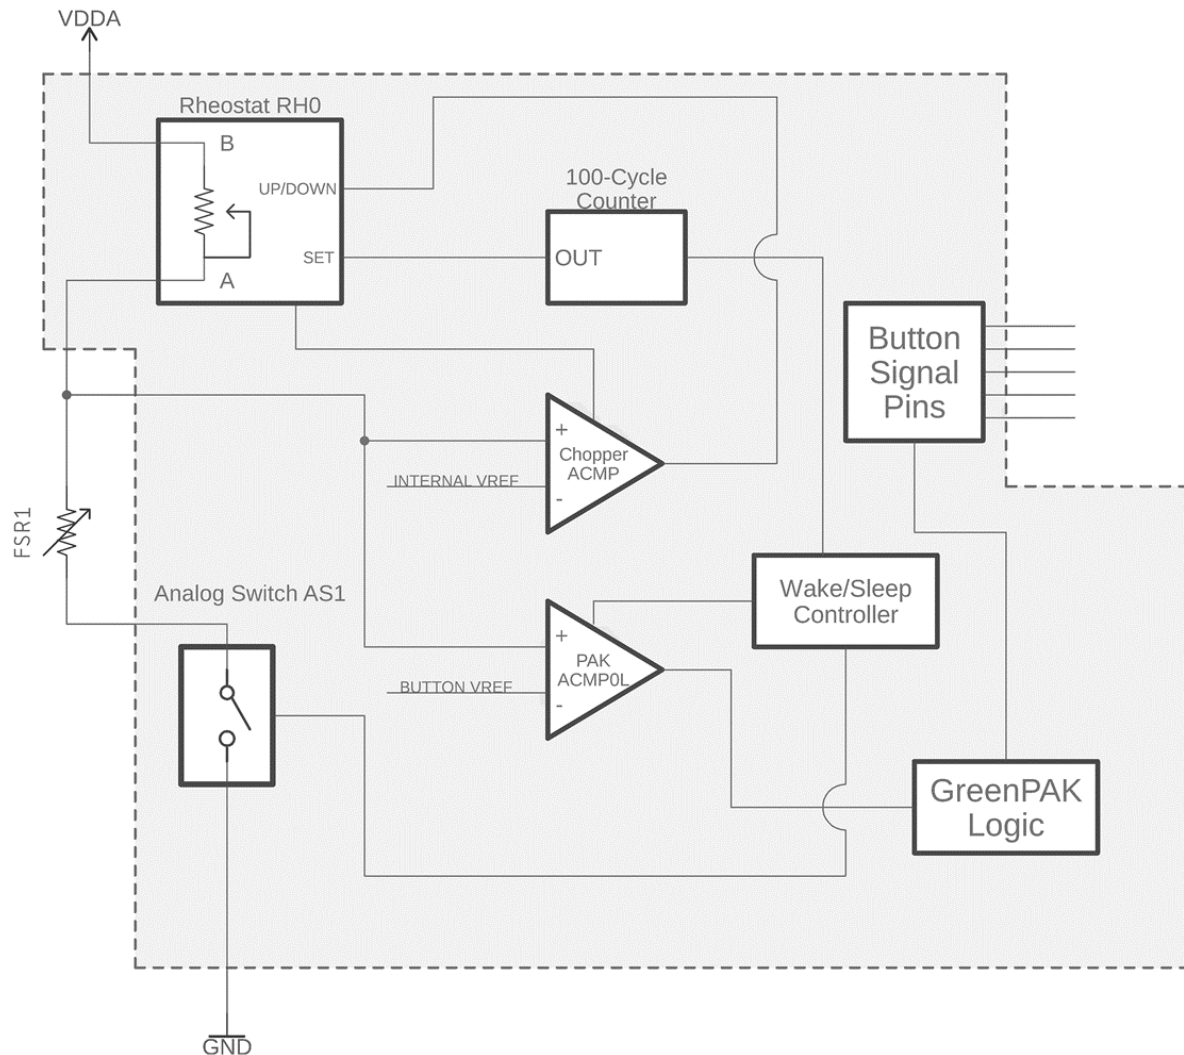 VDDA
Rheostat RH0
B
UP/DOWN
SET
A
100-Cycle
Counter
OUT
Button
Signal
Pins
+
Chopper
ACMP
-
INTERNAL VREF
FSR1
Analog Switch AS1
Wake/Sleep
Controller
+
PAK
ACMP0L
-
BUTTON VREF
GreenPAK
Logic
GND